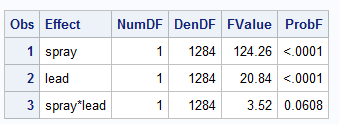 Obs Effect NumDF DenDF FValue ProbF
1 spray 1 1284 124.26 <.0001
2 lead 1 1284 20.84 <.0001
3 spray*lead 1 1284 3.52 0.0608